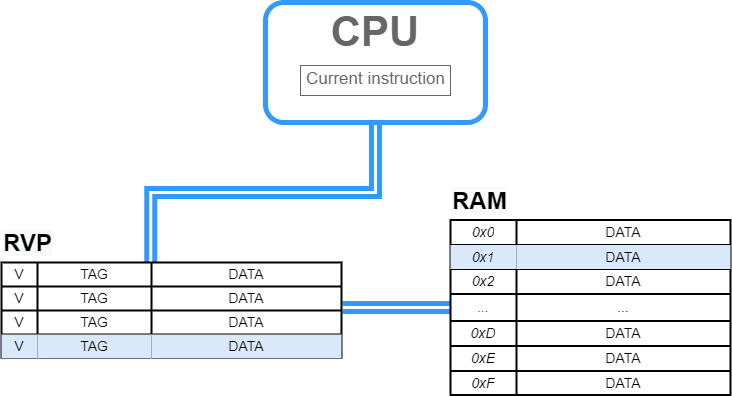 CPU
Current instruction
RAM
RVP
0x0 DATA
0x1 DATA
0x2 DATA
... ...
0xD DATA
0xE DATA
0xF DATA
V TAG DATA
V TAG DATA
V TAG DATA
V TAG DATA